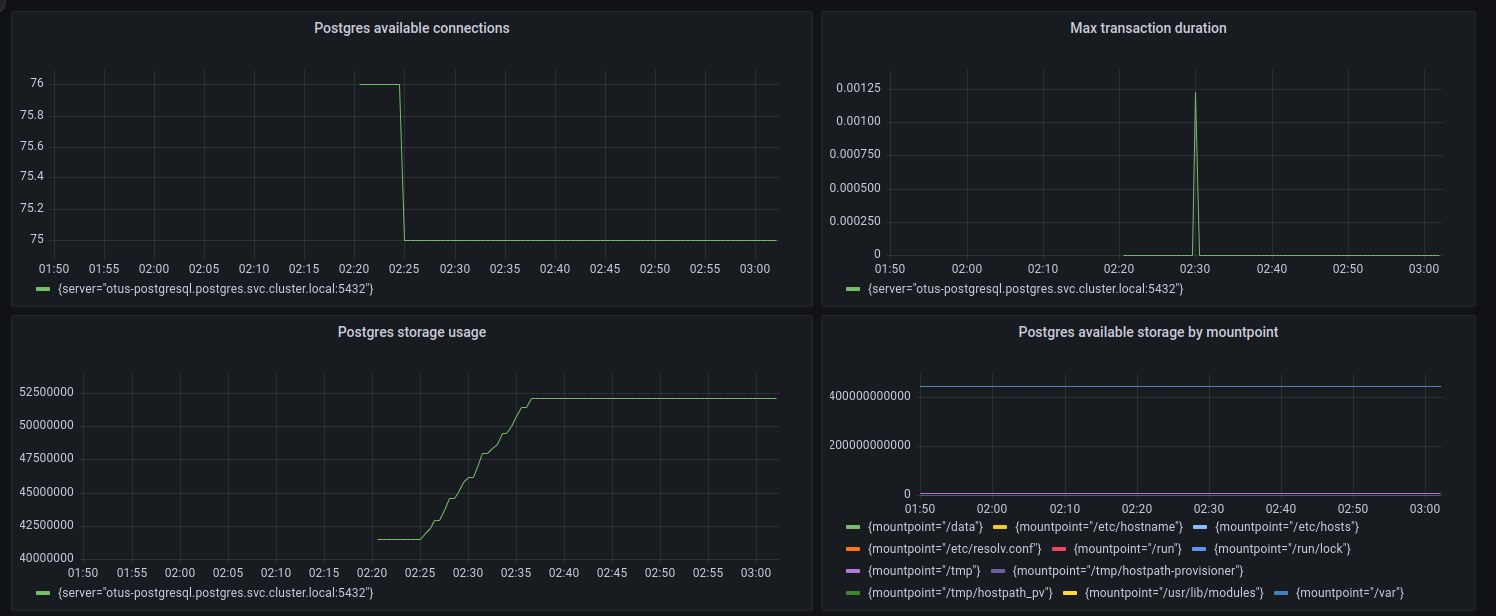 Postgres available connections
76
75.8
75.6
75.4
75.2
75
01:50 01:55 02:00 02:05 02:10 02:15 02:20 02:25 02:30 02:35 02:40 02:45 02:50 02:55 03:00
{server="otus-postgresql.postgres.svc.cluster.local:5432"}
Max transaction duration
0.00125
0.00100
0.000750
0.000500
0.000250
0
01:50 02:00 02:10 02:20 02:30 02:40 02:50 03:00
{server="otus-postgresql.postgres.svc.cluster.local:5432"}
Postgres storage usage
52500000
50000000
47500000
45000000
42500000
40000000
01:50 01:55 02:00 02:05 02:10 02:15 02:20 02:25 02:30 02:35 02:40 02:45 02:50 02:55 03:00
{server="otus-postgresql.postgres.svc.cluster.local:5432"}
Postgres available storage by mountpoint
400000000000
200000000000
0
01:50 02:00 02:10 02:20 02:30 02:40 02:50 03:00
{mountpoint="/data"} {mountpoint="/etc/hostname"} {mountpoint="/etc/hosts"}
{mountpoint="/etc/resolv.conf"} {mountpoint="/run"} {mountpoint="/run/lock"}
{mountpoint="/tmp"} {mountpoint="/tmp/hostpath-provisioner"}
{mountpoint="/tmp/hostpath_pv"} {mountpoint="/usr/lib/modules"} {mountpoint="/var"}